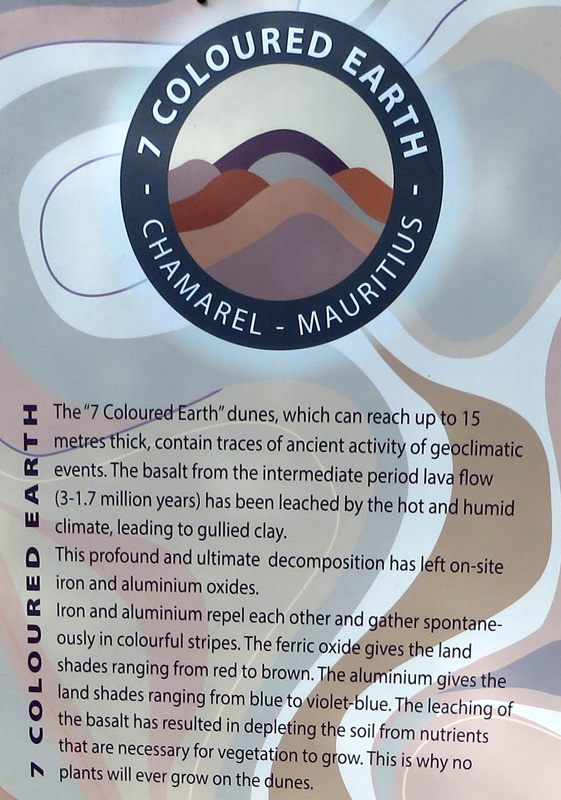 7 COLOURED EARTH
- CHAMAREL - MAURITIUS -
7 COLOURED EARTH
The "7 Coloured Earth" dunes, which can reach up to 15
metres thick, contain traces of ancient activity of geoclimatic
events. The basalt from the intermediate period lava flow
(3-1.7 million years) has been leached by the hot and humid
climate, leading to gullied clay.
This profound and ultimate decomposition has left on-site
iron and aluminium oxides.
Iron and aluminium repel each other and gather spontane-
ously in colourful stripes. The ferric oxide gives the land
shades ranging from red to brown. The aluminium gives the
land shades ranging from blue to violet-blue. The leaching of
the basalt has resulted in depleting the soil from nutrients
that are necessary for vegetation to grow. This is why no
plants will ever grow on the dunes.